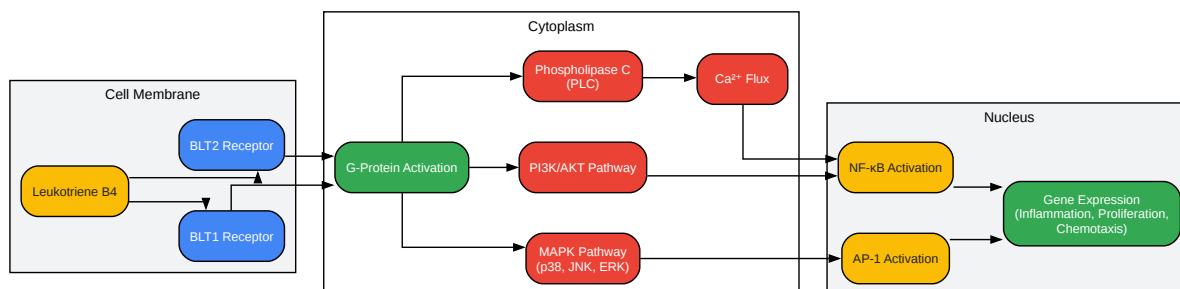 Cytoplasm
Cell Membrane
Nucleus
Phospholipase C
(PLC)
Ca²⁺ Flux
BLT2 Receptor
Leukotriene B4
BLT1 Receptor
G-Protein Activation
PI3K/AKT Pathway
MAPK Pathway
(p38, JNK, ERK)
NF-κB Activation
AP-1 Activation
Gene Expression
(Inflammation, Proliferation,
Chemotaxis)